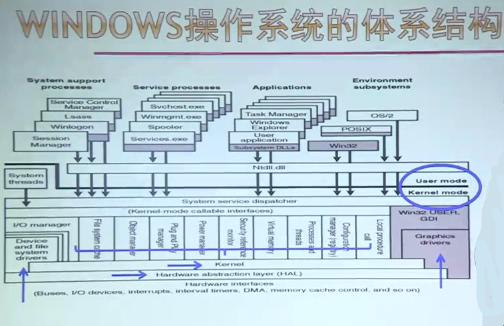 WINDOWS操作系统的体系结构
System support processes
Service processes
Applications
Environment subsystems
Service Control Manager
Lsass
Winlogon
Session Manager
Svchost.exe
Winmgmt.exe
Spooler
Services.exe
Task Manager
Windows Explorer
User application
Subsystem DLLs
OS/2
POSIX
Win32
System threads
Ntdll.dll
User mode
Kernel mode
System service dispatcher
(Kernel-mode callable interfaces)
Win32 USER,
GDI
I/O manager
Device and file system drivers
File system cache
Object manager
Plug and Play manager
Power manager
Security reference monitor
Virtual memory
Processes and threads
Configuration manager (registry)
Local procedure call
Graphics drivers
Kernel
Hardware abstraction layer (HAL)
Hardware interfaces
(Buses, I/O devices, interrupts, interval timers, DMA, memory cache control, and so on)